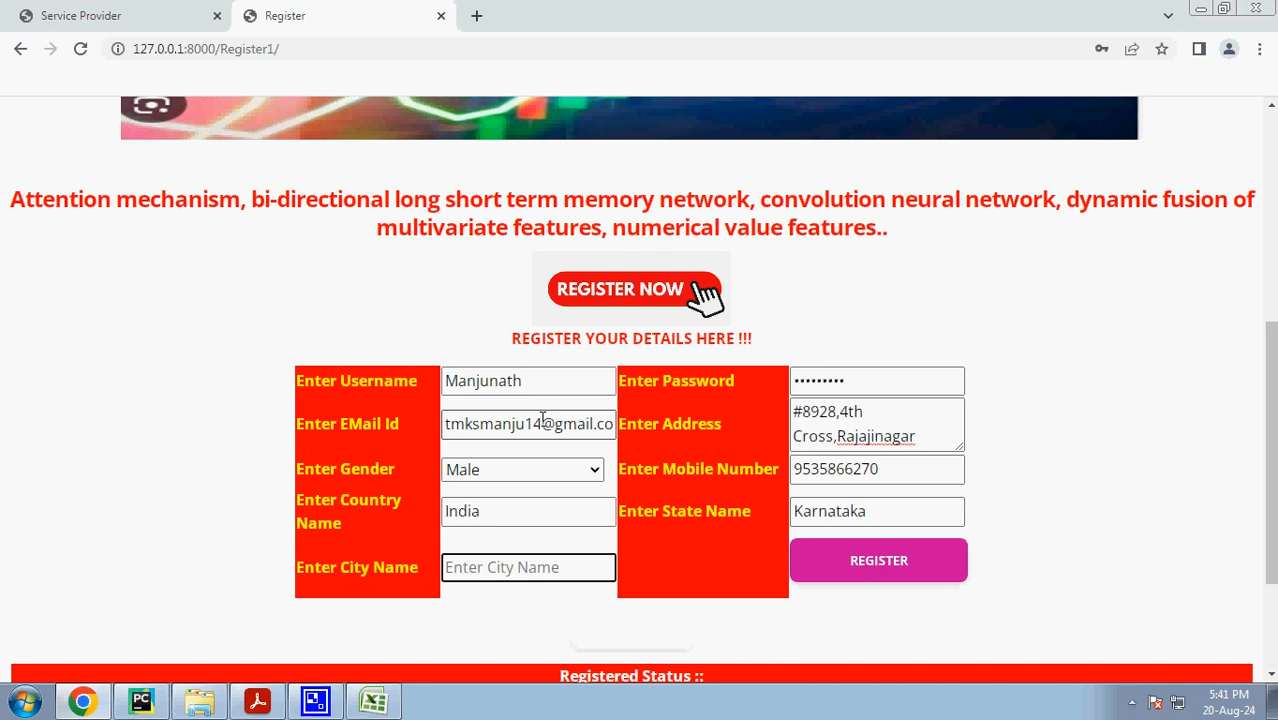 Service Provider
Register
127.0.0.1:8000/Register1/
Attention mechanism, bi-directional long short term memory network, convolution neural network, dynamic fusion of
multivariate features, numerical value features..
REGISTER NOW
REGISTER YOUR DETAILS HERE !!!
Enter Username
Manjunath
Enter Password
•••••••••
Enter EMail Id
tmksmanju14@gmail.co
Enter Address
#8928,4th
Cross,Rajajinagar
Enter Gender
Male
Enter Mobile Number
9535866270
Enter Country
Name
India
Enter State Name
Karnataka
Enter City Name
Enter City Name
REGISTER
Registered Status ::
PC
5:41 PM
20-Aug-24